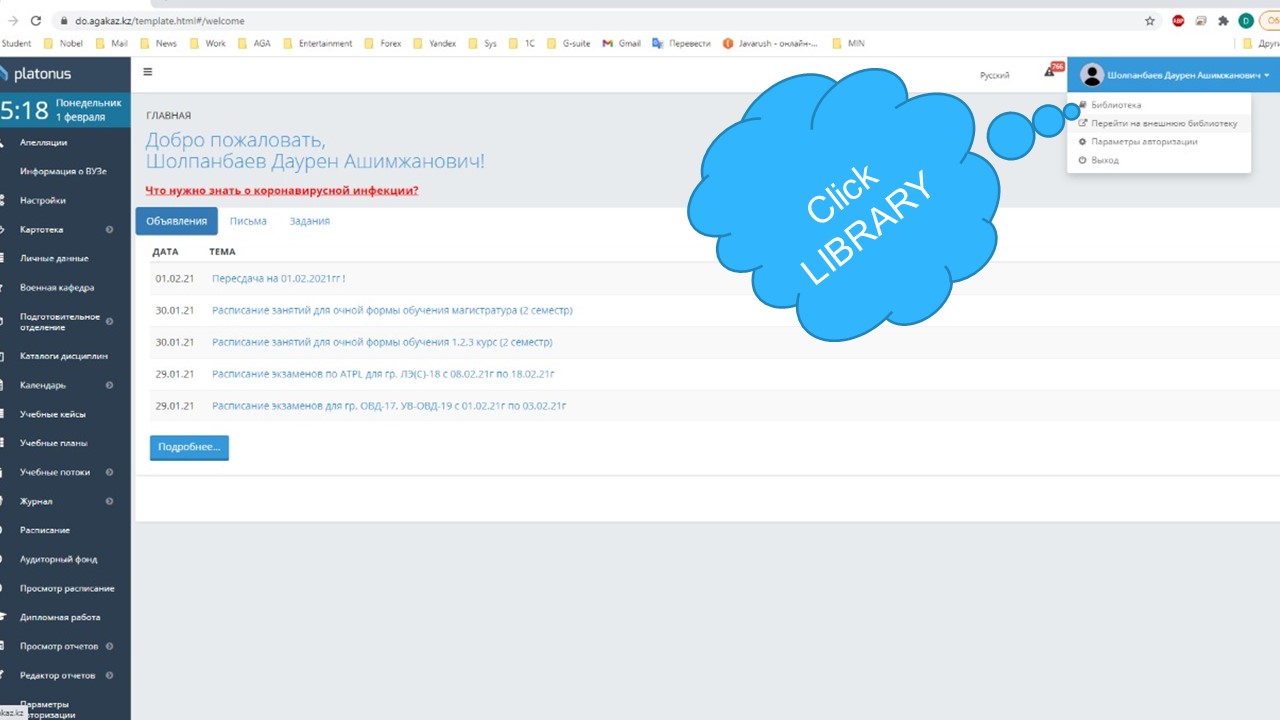 do.agakaz.kz/template.html#/welcome
ABP
D
Student Nobel Mail News Work AGA Entertainment Forex Yandex Sys 1C G-suite Gmail Перевести Javarush - онлайн-... MIN
platonus
5:18 Понедельник
1 февраля
Апелляции
Информация о ВУЗе
Настройки
Картотека
Личные данные
Военная кафедра
Подготовительное
отделение
Каталоги дисциплин
Календарь
Учебные кейсы
Учебные планы
Учебные потоки
Журнал
Расписание
Аудиторный фонд
Просмотр расписание
Дипломная работа
Просмотр отчетов
Редактор отчетов
Русский
766
Шолпанбаев Даурен Ашимжанович
Библиотека
Перейти на внешнюю библиотеку
Параметры авторизации
Выход
ГЛАВНАЯ
Добро пожаловать,
Шолпанбаев Даурен Ашимжанович!
Что нужно знать о коронавирусной инфекции?
Объявления Письма Задания
ДАТА ТЕМА
01.02.21 Пересдача на 01.02.2021гг !
30.01.21 Расписание занятий для очной формы обучения магистратура (2 семестр)
30.01.21 Расписание занятий для очной формы обучения 1.2.3 курс (2 семестр)
29.01.21 Расписание экзаменов по ATPL для гр. ЛЭ(С)-18 с 08.02.21г по 18.02.21г
29.01.21 Расписание экзаменов для гр. ОВД-17, УВ-ОВД-19 с 01.02.21г по 03.02.21г
Подробнее...
Click
LIBRARY